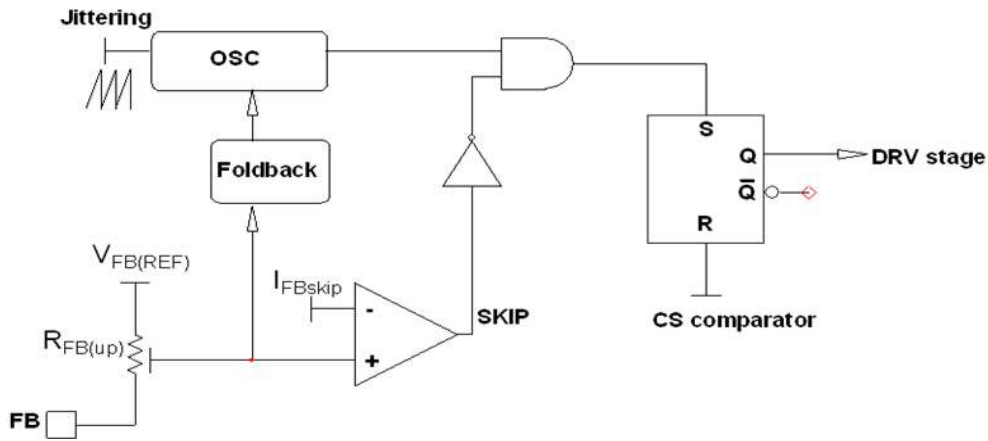 Jittering
OSC
Foldback
S
Q
DRV stage
Q̅
R
V_FB(REF)
I_FBskip
-
SKIP
CS comparator
R_FB(up)
+
FB